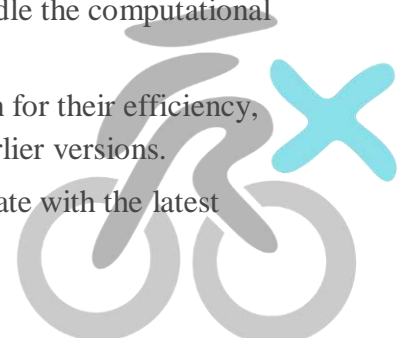 dle the computational
for their efficiency,
rlier versions.
ate with the latest